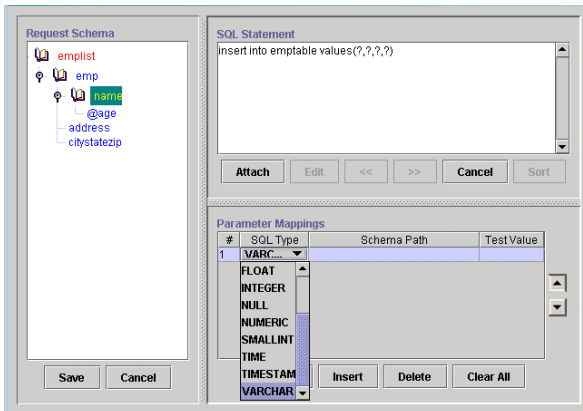 Request Schema
emplist
emp
name
@age
address
citystatezip
Save Cancel
SQL Statement
insert into emptable values(?,?,?,?)
Attach Edit << >> Cancel Sort
Parameter Mappings
# SQL Type Schema Path Test Value
1 VARC...
FLOAT
INTEGER
NULL
NUMERIC
SMALLINT
TIME
TIMESTAM
VARCHAR
Insert Delete Clear All